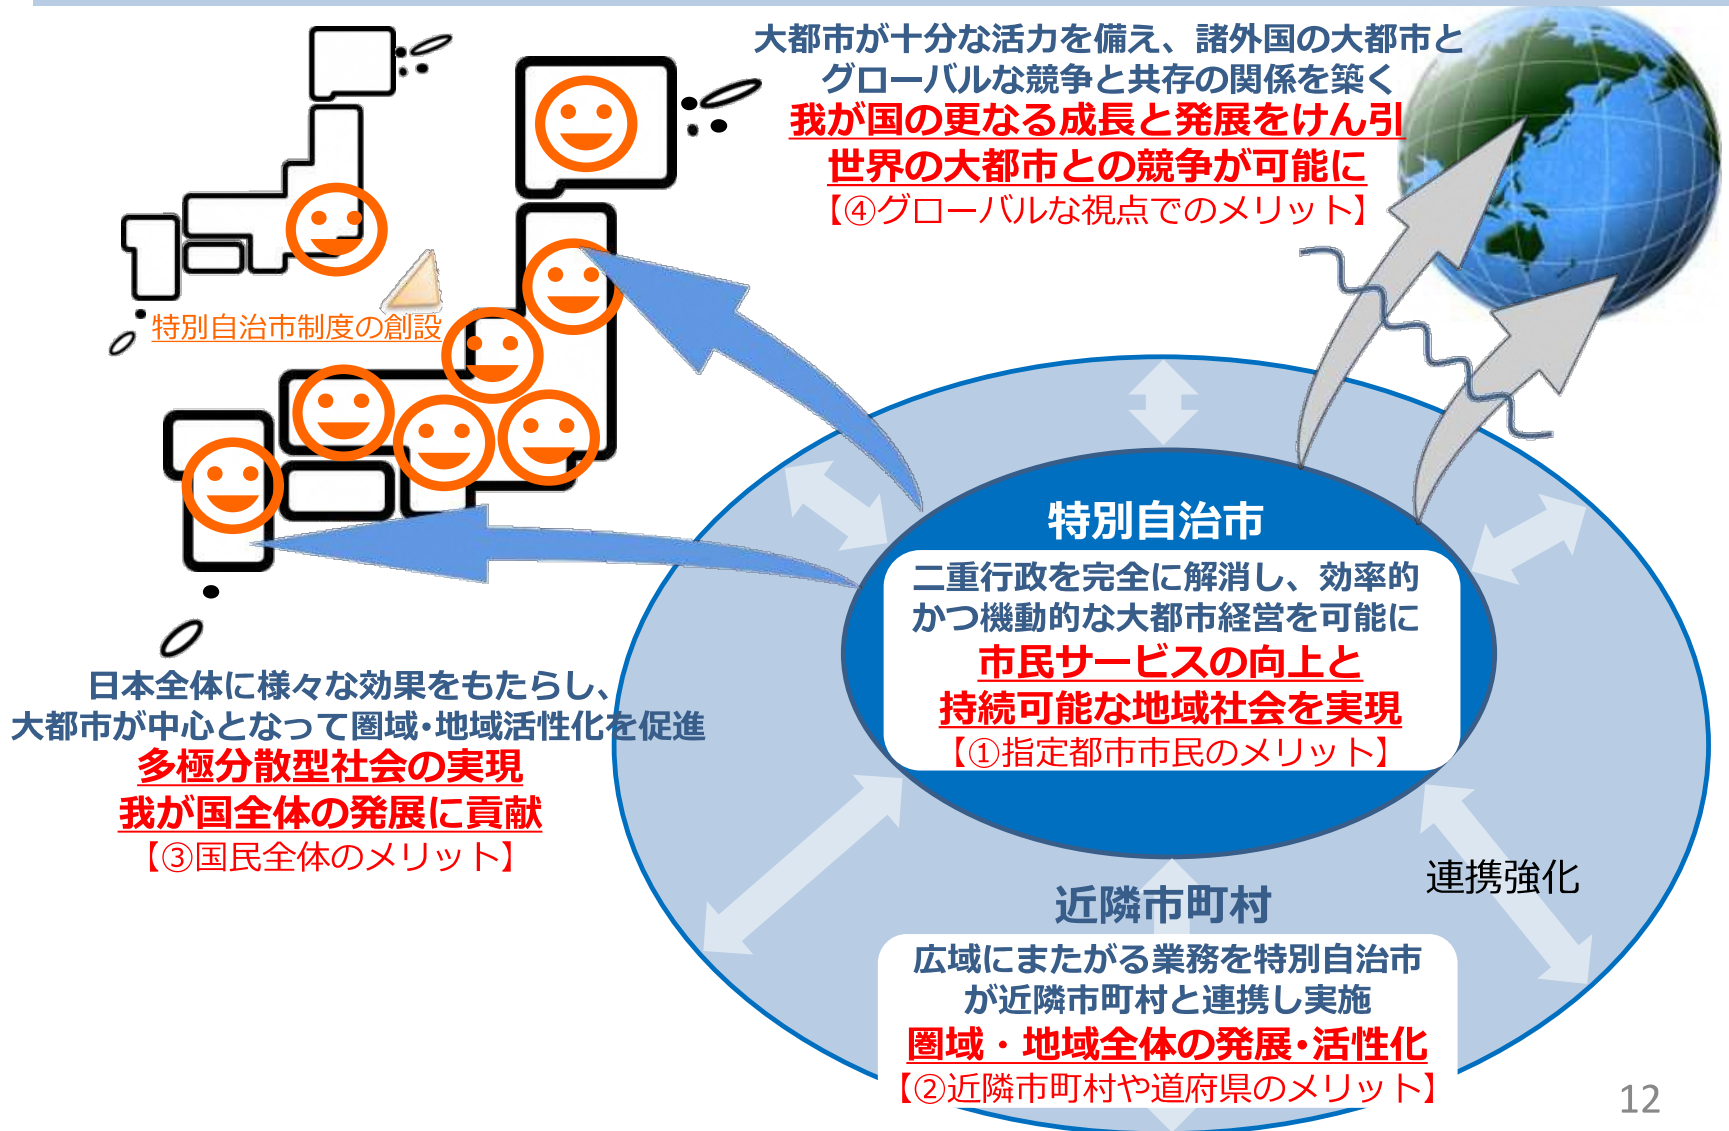 大都市が十分な活力を備え、諸外国の大都市と
グローバルな競争と共存の関係を築く
我が国の更なる成長と発展をけん引
世界の大都市との競争が可能に
【④グローバルな視点でのメリット】
特別自治市制度の創設
特別自治市
二重行政を完全に解消し、効率的
かつ機動的な大都市経営を可能に
市民サービスの向上と
持続可能な地域社会を実現
【①指定都市市民のメリット】
日本全体に様々な効果をもたらし、
大都市が中心となって圏域・地域活性化を促進
多極分散型社会の実現
我が国全体の発展に貢献
【③国民全体のメリット】
連携強化
近隣市町村
広域にまたがる業務を特別自治市
が近隣市町村と連携し実施
圏域・地域全体の発展・活性化
【②近隣市町村や道府県のメリット】
12